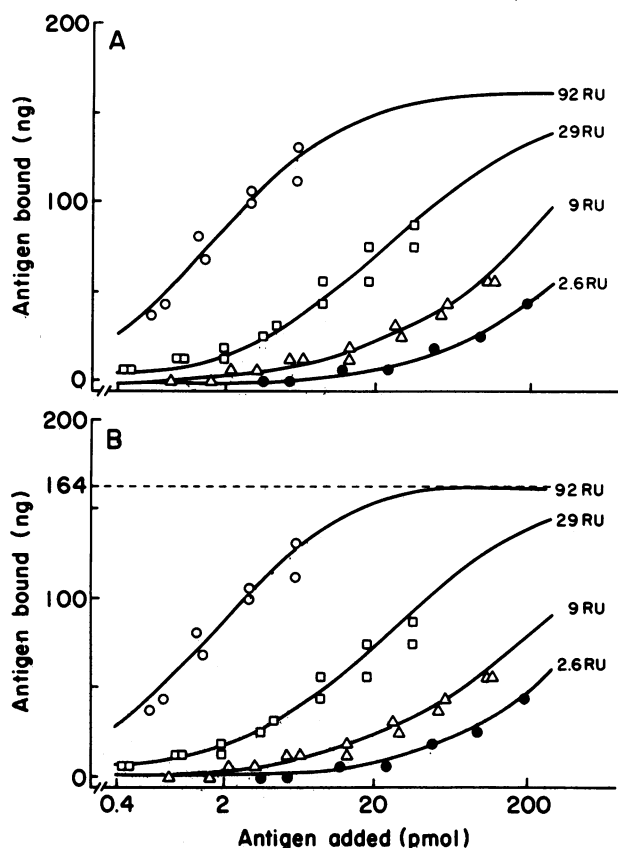 A
200
100
0
Antigen bound (ng)
92 RU
29 RU
9 RU
2.6 RU
B
200
164
100
0
Antigen bound (ng)
92 RU
29 RU
9 RU
2.6 RU
0.4 2 20 200
Antigen added (pmol)